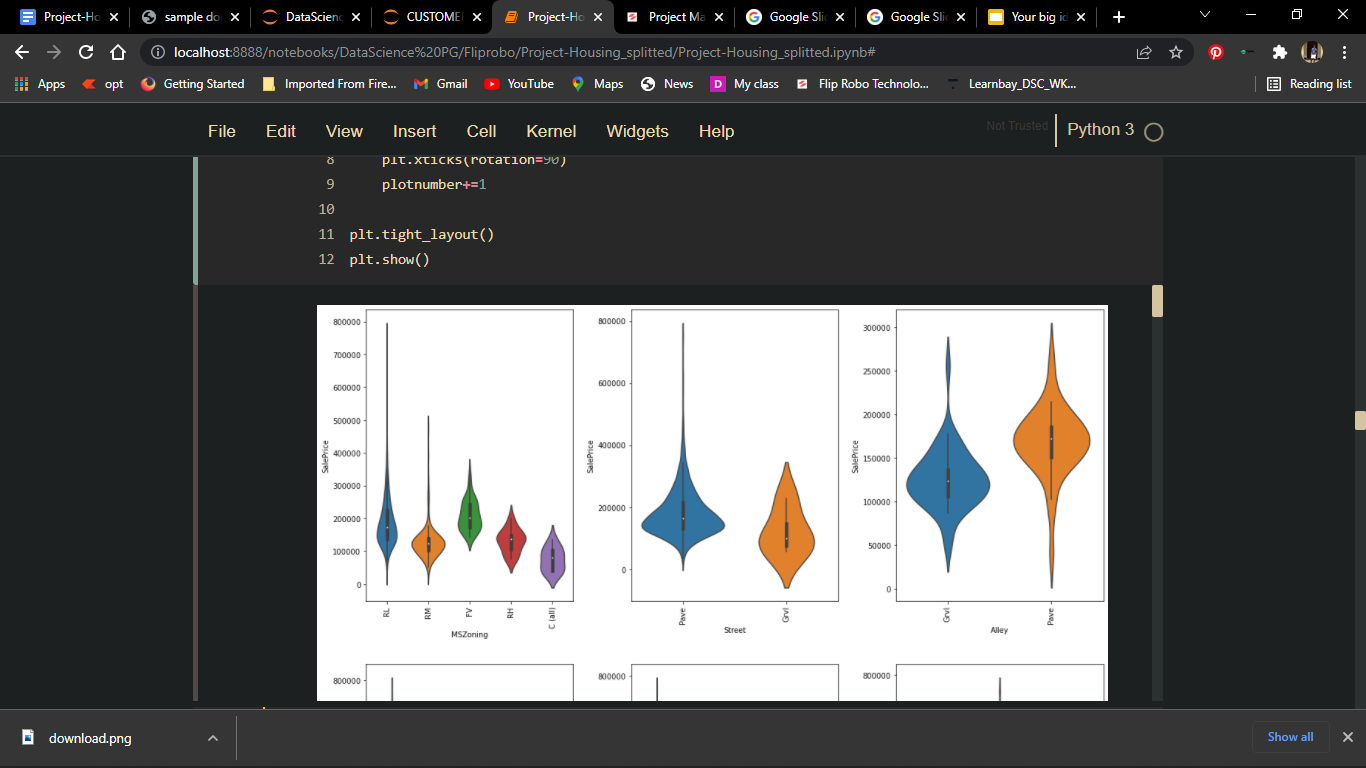 Project-Ho
sample do
DataScienc
CUSTOME
Project-Ho
Project Ma
Google Sli
Google Slic
Your big id
localhost:8888/notebooks/DataScience%20PG/Fliprobo/Project-Housing_splitted/Project-Housing_splitted.ipynb#
Apps
opt
Getting Started
Imported From Fire...
Gmail
YouTube
Maps
News
D My class
Flip Robo Technolo...
Learnbay_DSC_WK...
Reading list
File Edit View Insert Cell Kernel Widgets Help
Not Trusted
Python 3
8 plt.xticks(rotation=90)
9 plotnumber+=1
10
11 plt.tight_layout()
12 plt.show()
800000
700000
600000
500000
400000
300000
200000
100000
0
SalePrice
RL
RM
FV
RH
C (all)
MSZoning
800000
600000
400000
200000
0
SalePrice
Pave
Grvl
Street
300000
250000
200000
150000
100000
50000
0
SalePrice
Grvl
Pave
Alley
800000
800000
800000
download.png
Show all